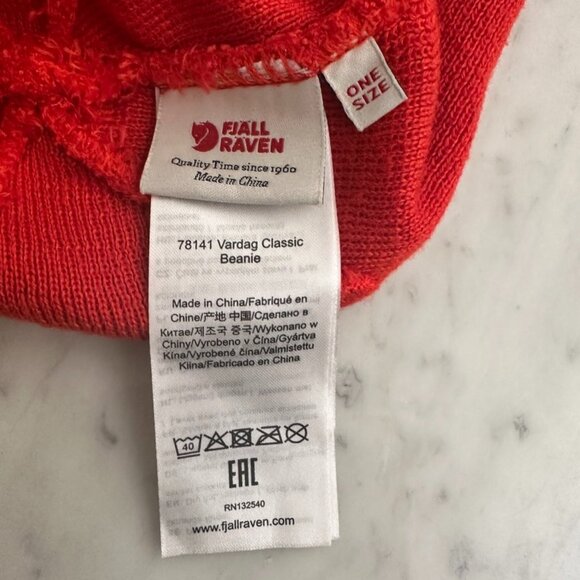 ONE
SIZE
FJÄLL
RÄVEN
Quality Time since 1960
Made in China
78141 Vardag Classic
Beanie
Made in China/Fabriqué en
Chine/产地 中国/Сделано в
Китае/제조국 중국/Wykonano w
Chiny/Vyrobeno v Čína/Gyártva
Kína/Vyrobené čína/Valmistettu
Kiina/Fabricado en China
40
EAC
RN132540
www.fjallraven.com